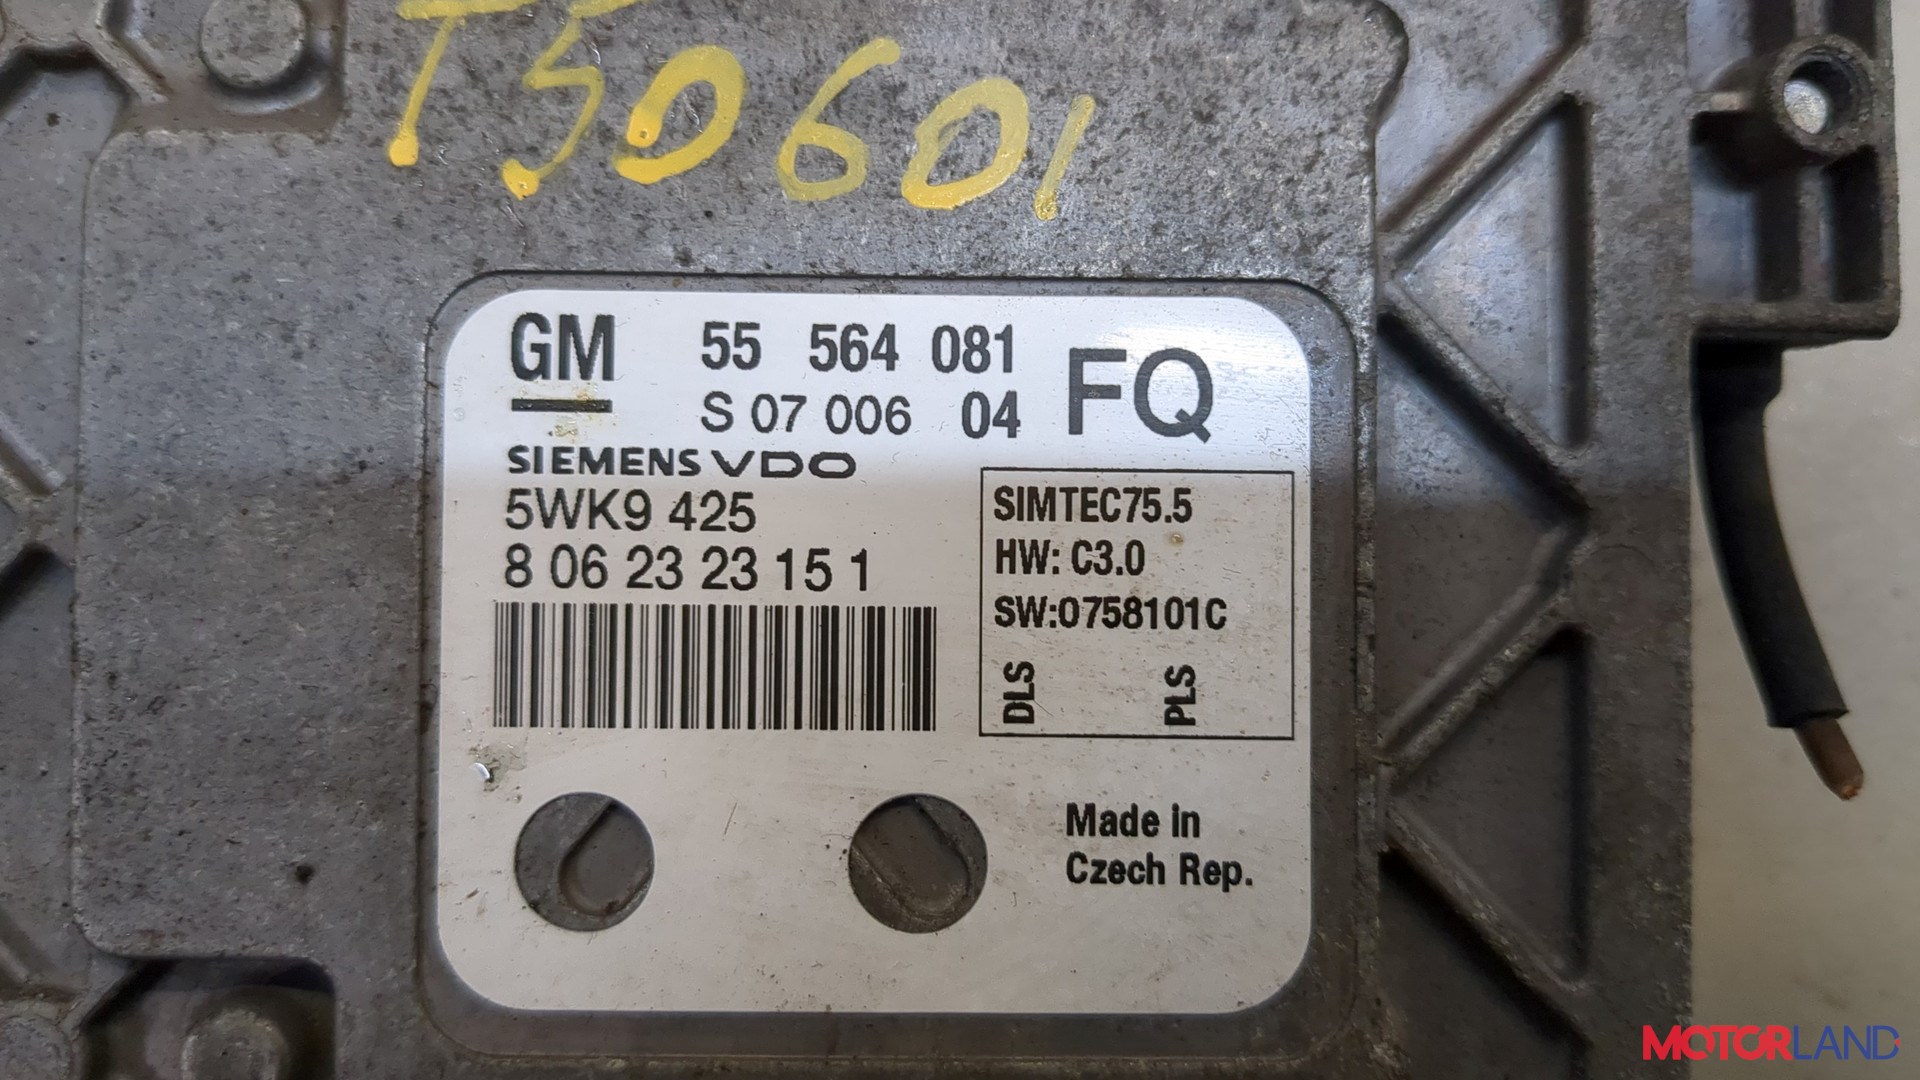 T50601
GM 55 564 081 FQ
S 07 006 04
SIEMENS VDO
5WK9 425
8 06 23 23 15 1
SIMTEC75.5
HW: C3.0
SW:0758101C
DLS PLS
Made in
Czech Rep.
MOTORLAND